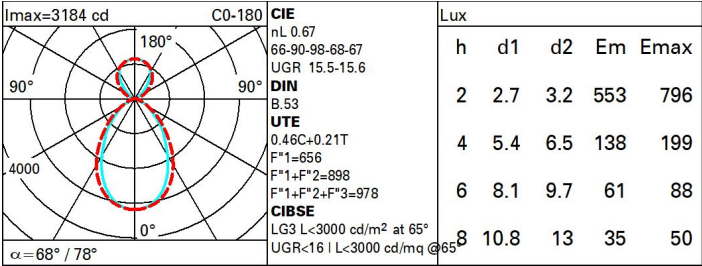 Imax=3184 cd C0-180
180°
90° 90°
4000
0°
α=68° / 78°
CIE
nL 0.67
66-90-98-68-67
UGR 15.5-15.6
DIN
B.53
UTE
0.46C+0.21T
F"1=656
F"1+F"2=898
F"1+F"2+F"3=978
CIBSE
LG3 L<3000 cd/m² at 65°
UGR<16 | L<3000 cd/mq @65°
Lux
h d1 d2 Em Emax
2 2.7 3.2 553 796
4 5.4 6.5 138 199
6 8.1 9.7 61 88
8 10.8 13 35 50